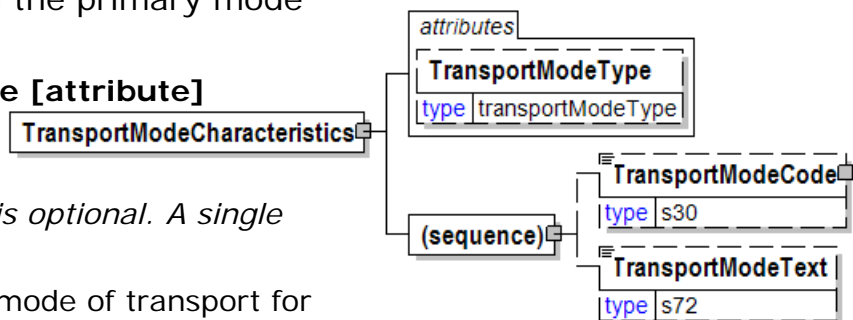 the primary mode
e [attribute]
is optional. A single
mode of transport for
TransportModeCharacteristics
attributes
TransportModeType
type transportModeType
(sequence)
TransportModeCode
type s30
TransportModeText
type s72